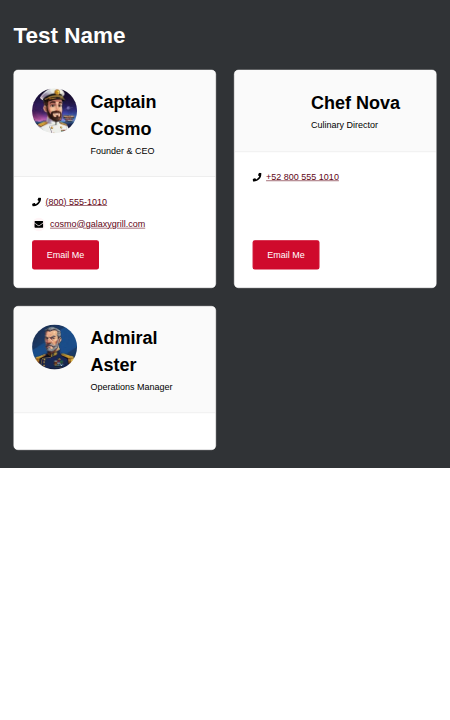 Test Name
Captain
Cosmo
Founder & CEO
(800) 555-1010
cosmo@galaxygrill.com
Email Me
Chef Nova
Culinary Director
+52 800 555 1010
Email Me
Admiral
Aster
Operations Manager